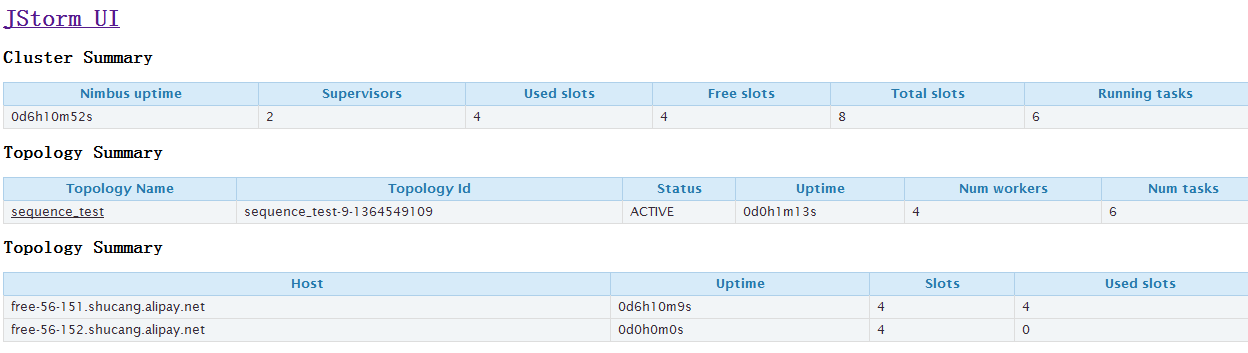 JStorm UI
Cluster Summary
Nimbus uptime Supervisors Used slots Free slots Total slots Running tasks
0d6h10m52s 2 4 4 8 6
Topology Summary
Topology Name Topology Id Status Uptime Num workers Num tasks
sequence_test sequence_test-9-1364549109 ACTIVE 0d0h1m13s 4 6
Topology Summary
Host Uptime Slots Used slots
free-56-151.shucang.alipay.net 0d6h10m9s 4 4
free-56-152.shucang.alipay.net 0d0h0m0s 4 0